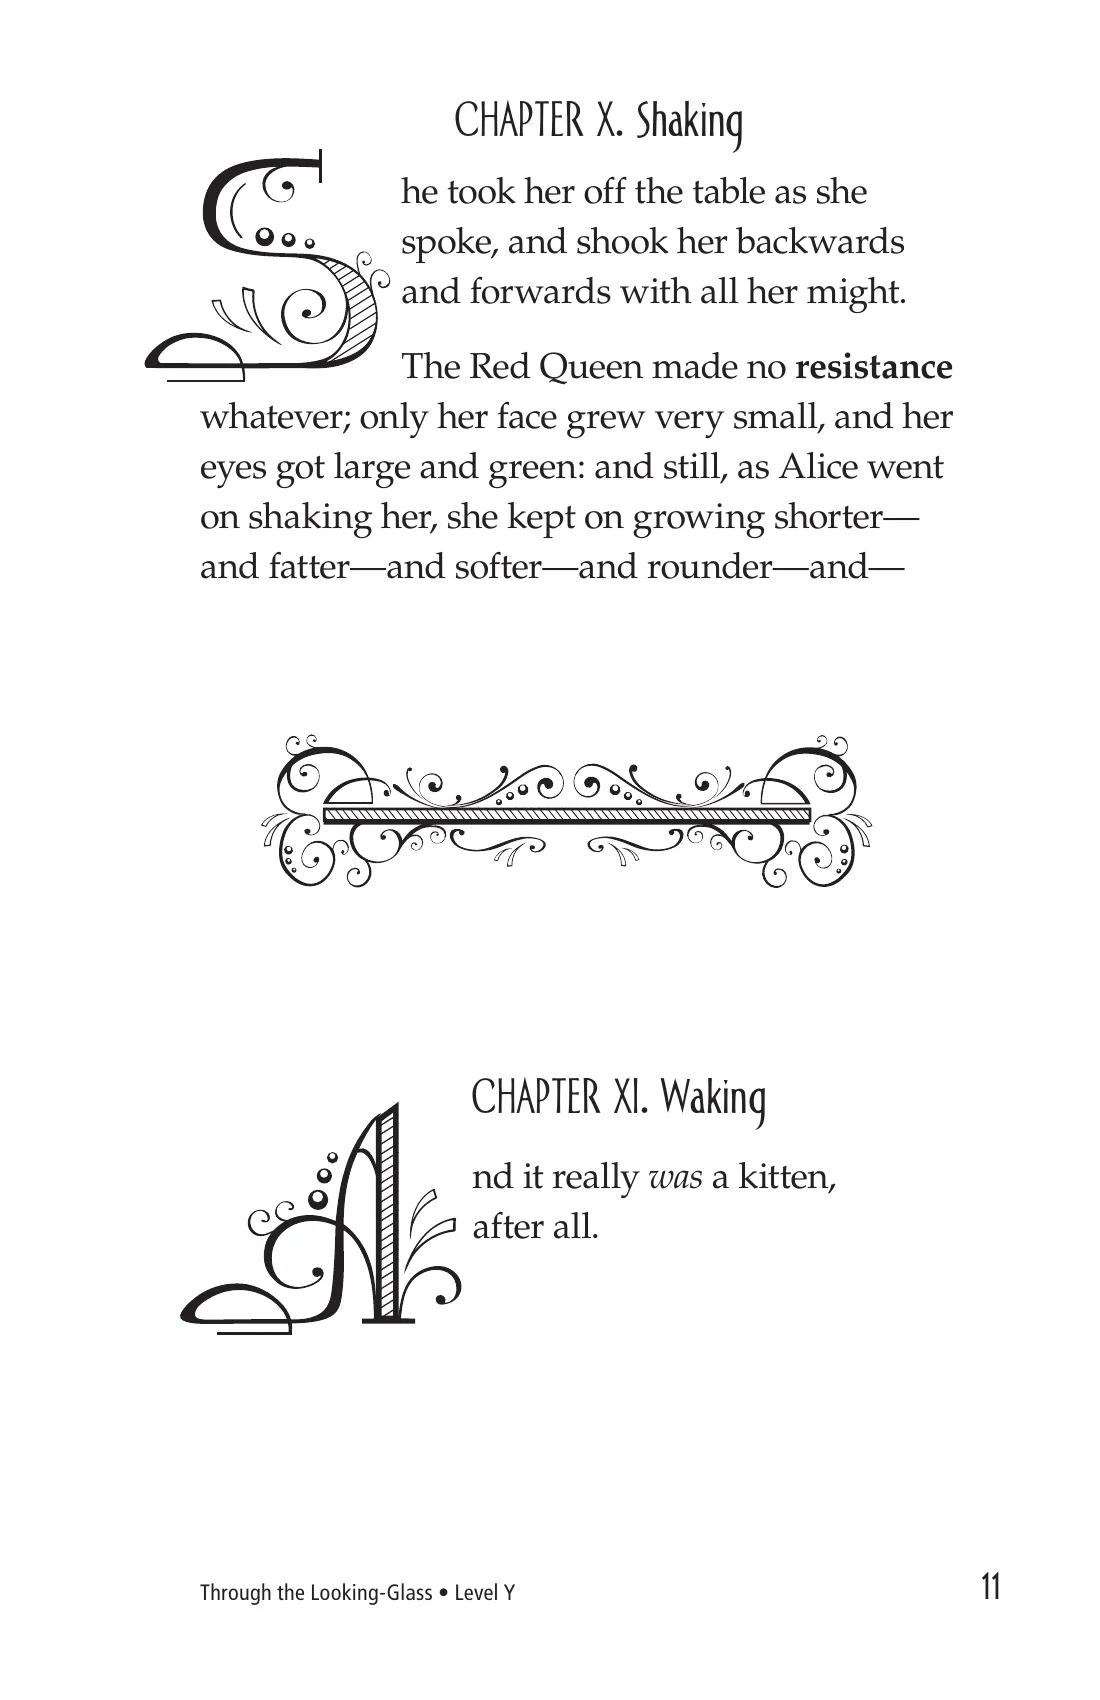 CHAPTER X. Shaking
She took her off the table as she
spoke, and shook her backwards
and forwards with all her might.
The Red Queen made no resistance
whatever; only her face grew very small, and her
eyes got large and green: and still, as Alice went
on shaking her, she kept on growing shorter—
and fatter—and softer—and rounder—and—
CHAPTER XI. Waking
And it really was a kitten,
after all.
Through the Looking-Glass • Level Y
11